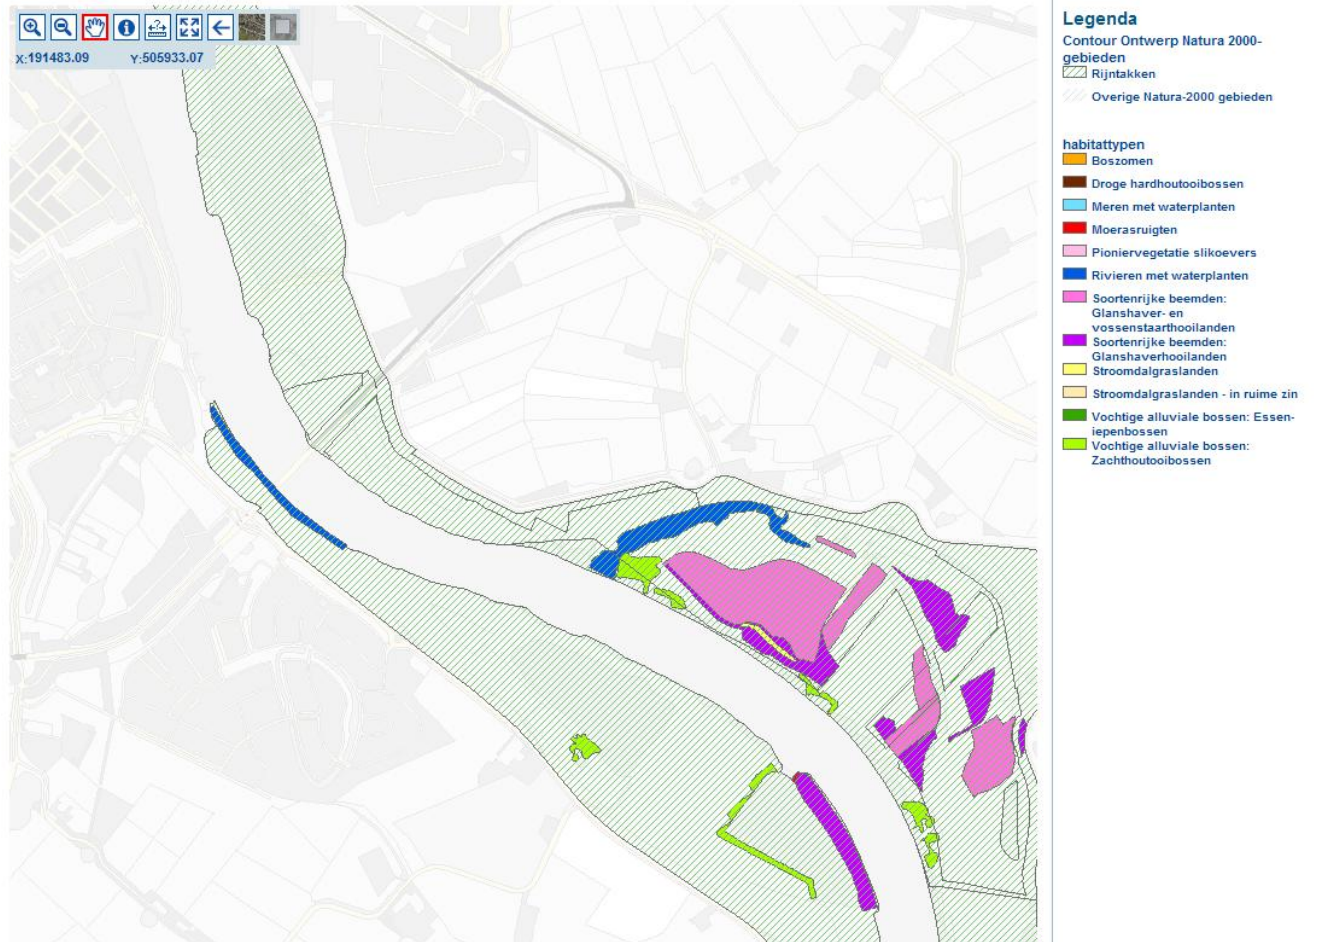 X:191483.09 Y:505933.07
Legenda
Contour Ontwerp Natura 2000-
gebieden
Rijntakken
Overige Natura-2000 gebieden
habitattypen
Boszomen
Droge hardhoutooibossen
Meren met waterplanten
Moerasruigten
Pioniervegetatie slikoevers
Rivieren met waterplanten
Soortenrijke beemden:
Glanshaver- en
vossenstaarthooilanden
Soortenrijke beemden:
Glanshaverhooilanden
Stroomdalgraslanden
Stroomdalgraslanden - in ruime zin
Vochtige alluviale bossen: Essen-
iepenbossen
Vochtige alluviale bossen:
Zachthoutooibossen